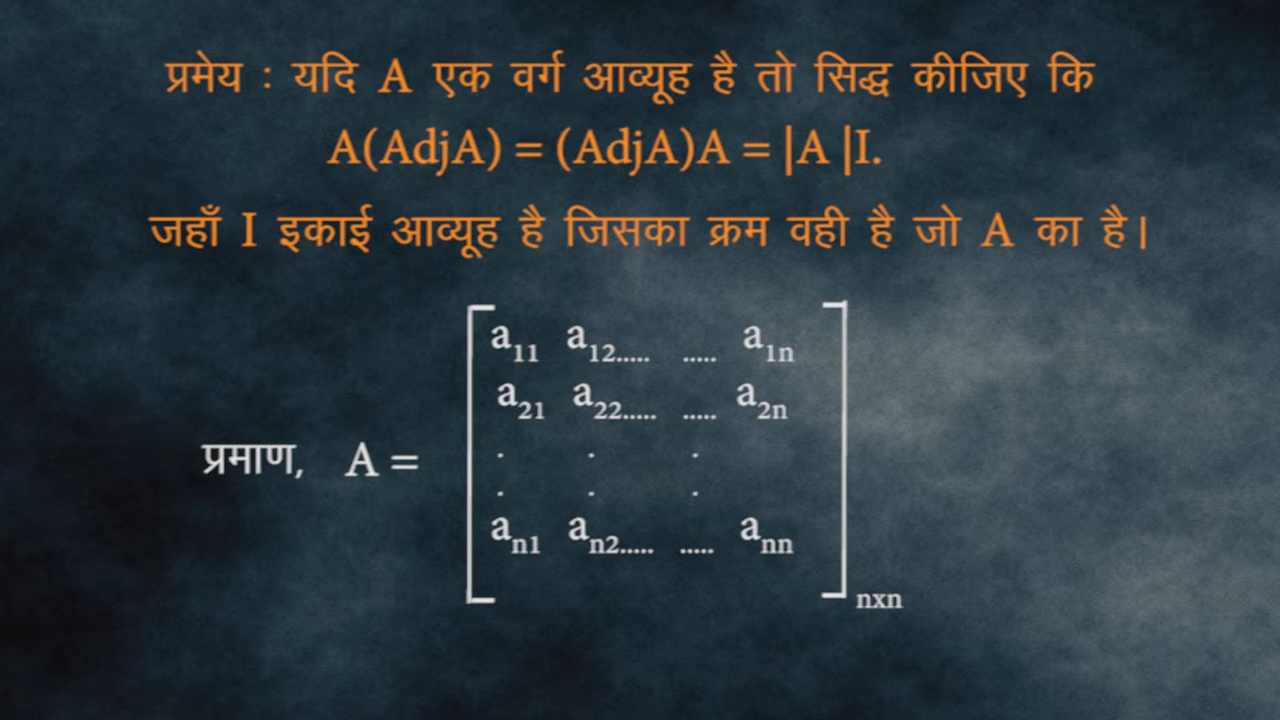 प्रमेय : यदि A एक वर्ग आव्यूह है तो सिद्ध कीजिए कि
A(AdjA) = (AdjA)A = |A |I.
जहाँ I इकाई आव्यूह है जिसका क्रम वही है जो A का है।
a11 a12..... ..... a1n
a21 a22..... ..... a2n
. . .
प्रमाण, A =
. . .
an1 an2..... ..... ann
nxn